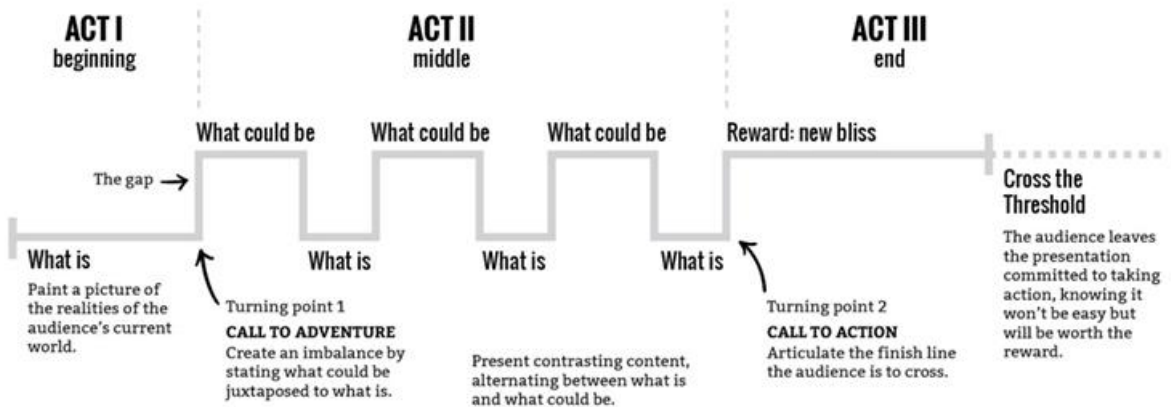 ACT I
beginning
ACT II
middle
ACT III
end
What could be
What could be
What could be
Reward: new bliss
The gap
Cross the
Threshold
The audience leaves
the presentation
committed to taking
action, knowing it
won't be easy but
will be worth the
reward.
What is
Paint a picture of
the realities of the
audience's current
world.
What is
What is
What is
Turning point 1
CALL TO ADVENTURE
Create an imbalance by
stating what could be
juxtaposed to what is.
Present contrasting content,
alternating between what is
and what could be.
Turning point 2
CALL TO ACTION
Articulate the finish line
the audience is to cross.